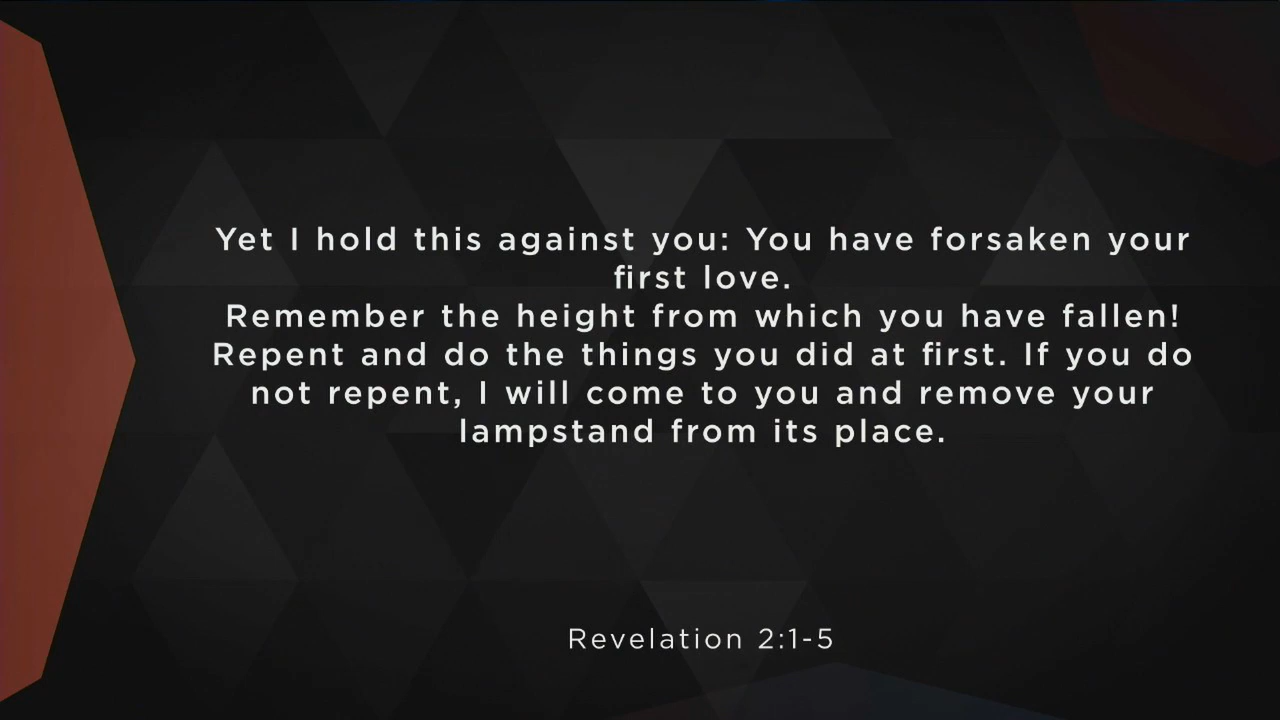 Yet I hold this against you: You have forsaken your
first love.
Remember the height from which you have fallen!
Repent and do the things you did at first. If you do
not repent, I will come to you and remove your
lampstand from its place.
Revelation 2:1-5